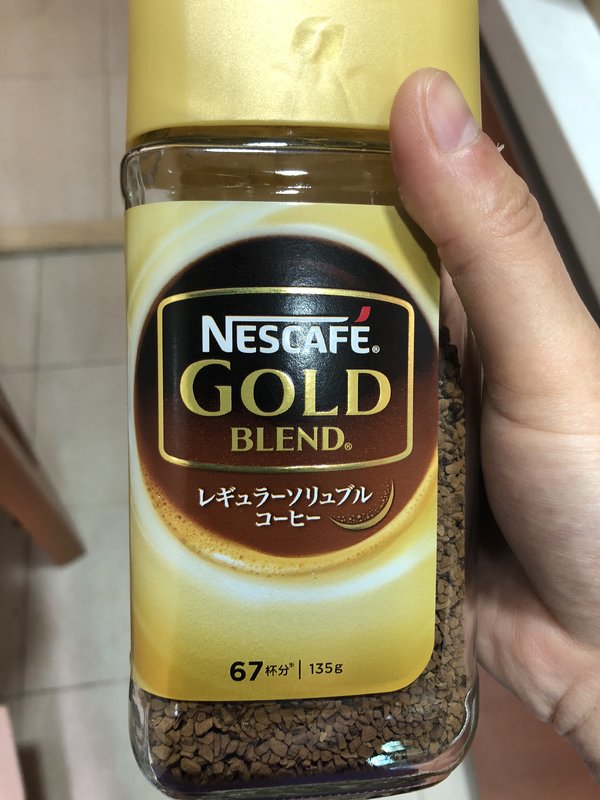 NESCAFÉ®
GOLD
BLEND®
レギュラーソリュブル
コーヒー
67杯分※ | 135g